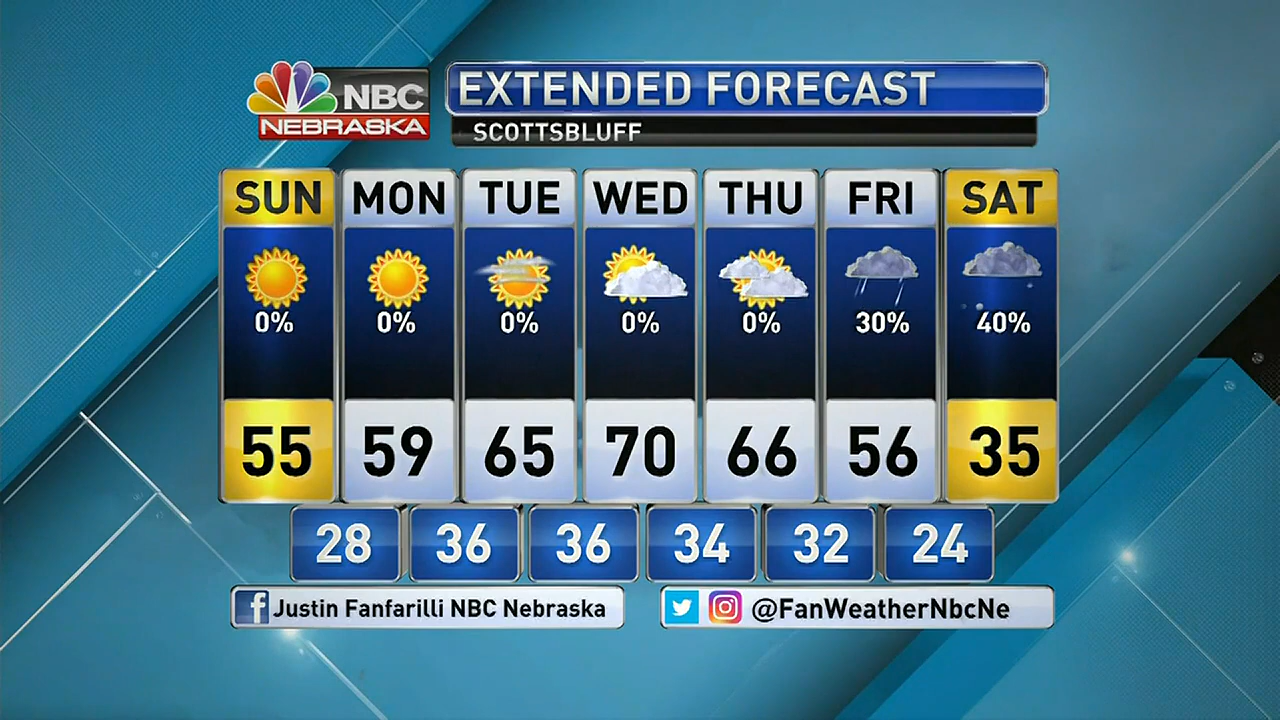 NBC
NEBRASKA
EXTENDED FORECAST
SCOTTSBLUFF
SUN MON TUE WED THU FRI SAT
0% 0% 0% 0% 0% 30% 40%
55 59 65 70 66 56 35
28 36 36 34 32 24
Justin Fanfarilli NBC Nebraska
@FanWeatherNbcNe